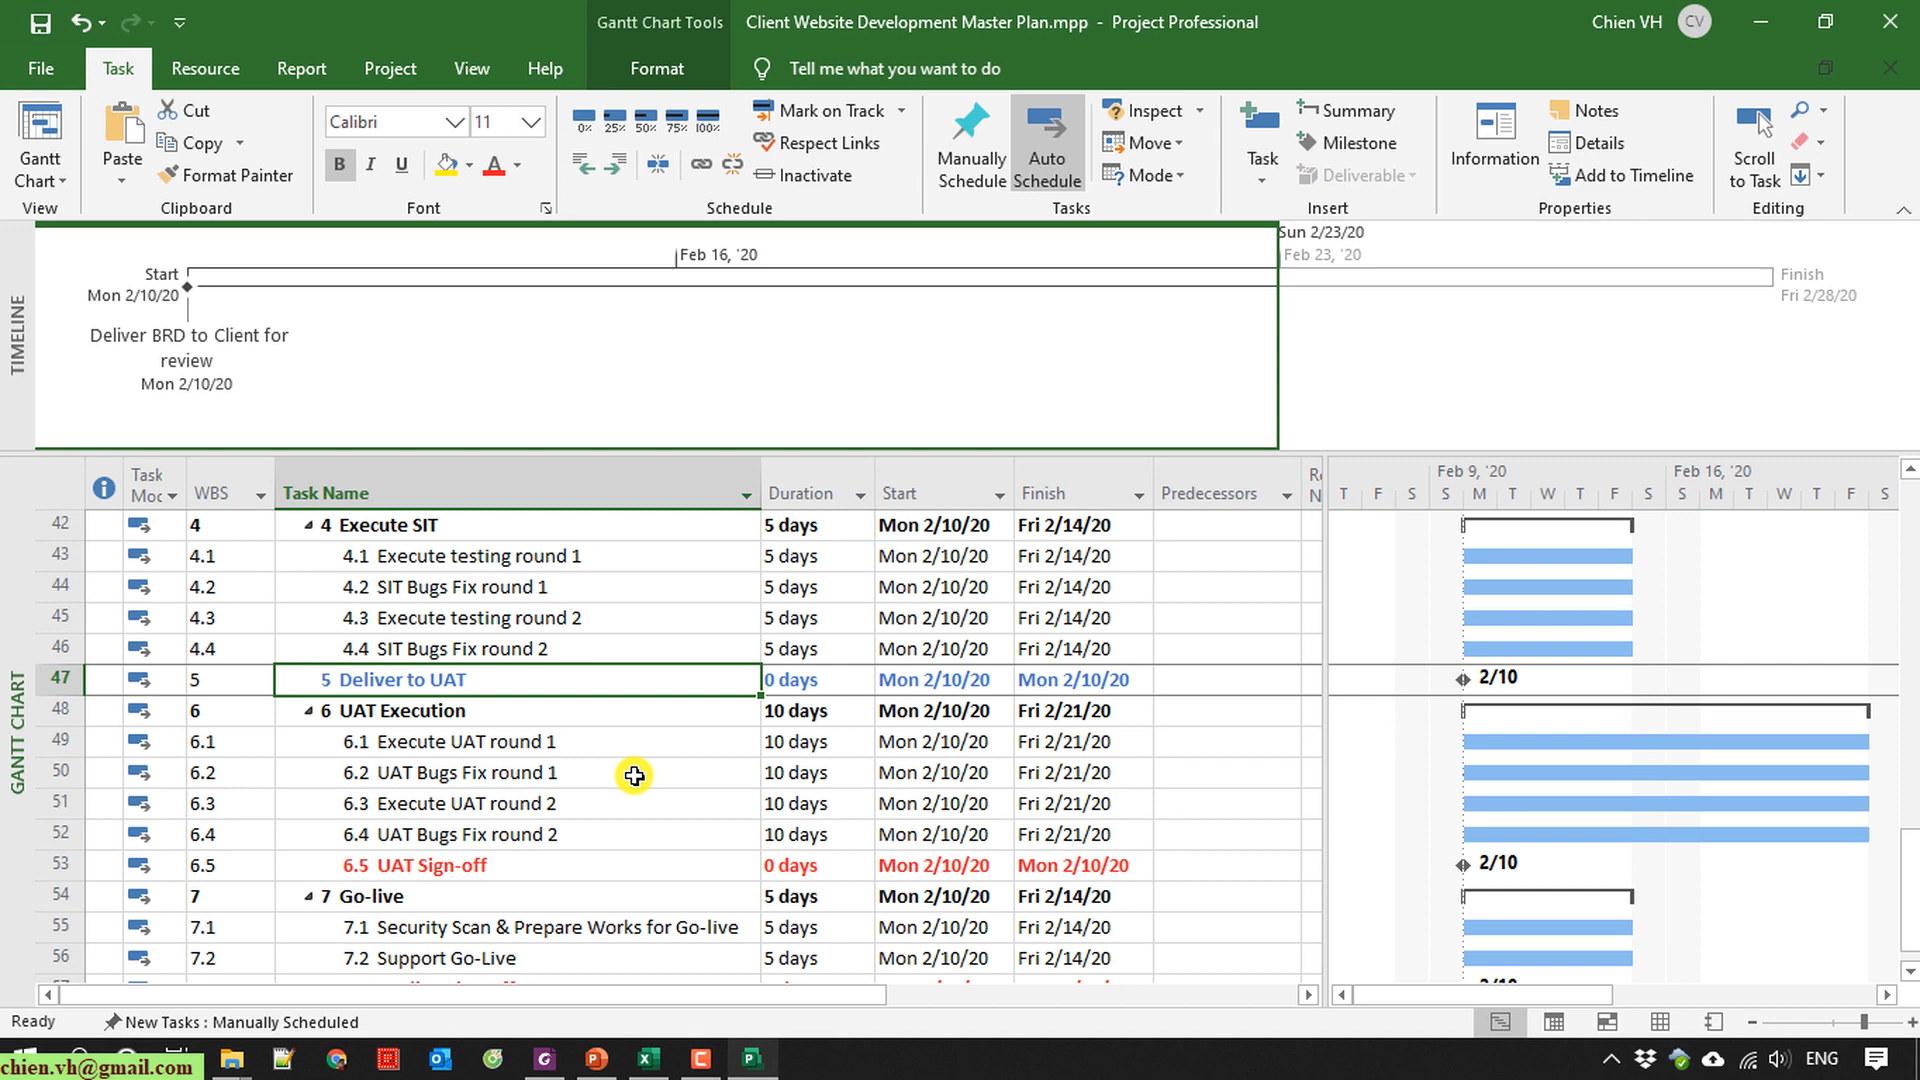 Gantt Chart Tools
Client Website Development Master Plan.mpp - Project Professional
Chien VH
CV
File
Task
Resource
Report
Project
View
Help
Format
Tell me what you want to do
Gantt
Chart
View
Paste
Cut
Copy
Format Painter
Clipboard
Calibri
11
B I U
A
Font
0% 25% 50% 75% 100%
Mark on Track
Respect Links
Inactivate
Schedule
Manually
Schedule
Auto
Schedule
Inspect
Move
Mode
Tasks
Task
Summary
Milestone
Deliverable
Insert
Information
Notes
Details
Add to Timeline
Properties
Scroll
to Task
Editing
TIMELINE
Sun 2/23/20
Feb 16, '20
Feb 23, '20
Start
Mon 2/10/20
Finish
Fri 2/28/20
Deliver BRD to Client for
review
Mon 2/10/20
GANTT CHART
Task
Moc
WBS
Task Name
Duration
Start
Finish
Predecessors
Feb 9, '20
Feb 16, '20
T F S S M T W T F S S M T W T F S
42 4 4 Execute SIT 5 days Mon 2/10/20 Fri 2/14/20
43 4.1 4.1 Execute testing round 1 5 days Mon 2/10/20 Fri 2/14/20
44 4.2 4.2 SIT Bugs Fix round 1 5 days Mon 2/10/20 Fri 2/14/20
45 4.3 4.3 Execute testing round 2 5 days Mon 2/10/20 Fri 2/14/20
46 4.4 4.4 SIT Bugs Fix round 2 5 days Mon 2/10/20 Fri 2/14/20
47 5 5 Deliver to UAT 0 days Mon 2/10/20 Mon 2/10/20 2/10
48 6 6 UAT Execution 10 days Mon 2/10/20 Fri 2/21/20
49 6.1 6.1 Execute UAT round 1 10 days Mon 2/10/20 Fri 2/21/20
50 6.2 6.2 UAT Bugs Fix round 1 10 days Mon 2/10/20 Fri 2/21/20
51 6.3 6.3 Execute UAT round 2 10 days Mon 2/10/20 Fri 2/21/20
52 6.4 6.4 UAT Bugs Fix round 2 10 days Mon 2/10/20 Fri 2/21/20
53 6.5 6.5 UAT Sign-off 0 days Mon 2/10/20 Mon 2/10/20 2/10
54 7 7 Go-live 5 days Mon 2/10/20 Fri 2/14/20
55 7.1 7.1 Security Scan & Prepare Works for Go-live 5 days Mon 2/10/20 Fri 2/14/20
56 7.2 7.2 Support Go-Live 5 days Mon 2/10/20 Fri 2/14/20
Ready
New Tasks : Manually Scheduled
chien.vh@gmail.com
ENG